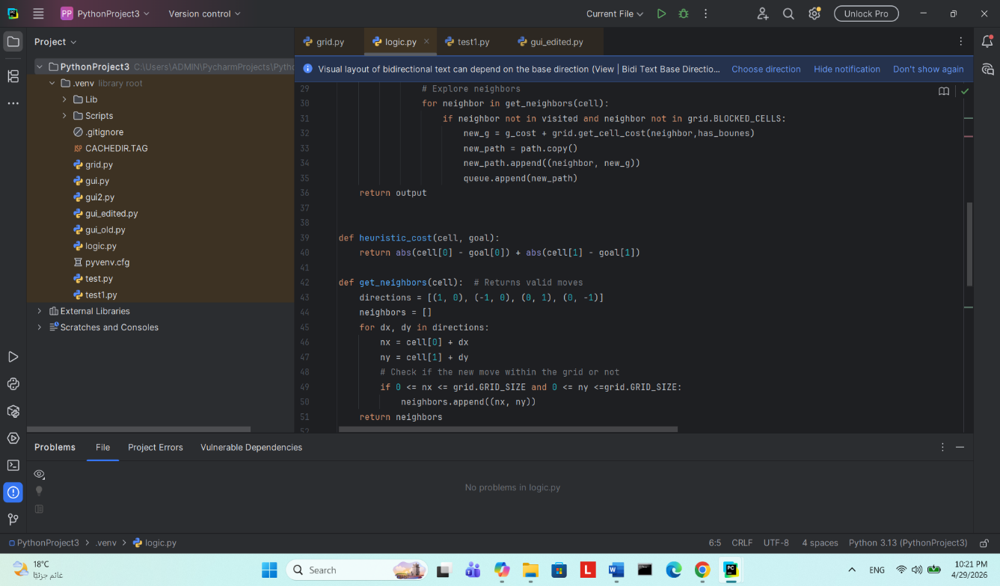 PP PythonProject3 Version control Current File Unlock Pro
Project
grid.py logic.py test1.py gui_edited.py
PythonProject3 C:\Users\ADMIN\PycharmProjects\Pytho
Visual layout of bidirectional text can depend on the base direction (View | Bidi Text Base Directio... Choose direction Hide notification Don't show again
.venv library root
Lib
Scripts
.gitignore
JSP CACHEDIR.TAG
grid.py
gui.py
gui2.py
gui_edited.py
gui_old.py
logic.py
pyvenv.cfg
test.py
test1.py
External Libraries
Scratches and Consoles
29 # Explore neighbors
30 for neighbor in get_neighbors(cell):
31 if neighbor not in visited and neighbor not in grid.BLOCKED_CELLS:
32 new_g = g_cost + grid.get_cell_cost(neighbor,has_bounes)
33 new_path = path.copy()
34 new_path.append((neighbor, new_g))
35 queue.append(new_path)
36 return output
37
38
39 def heuristic_cost(cell, goal):
40 return abs(cell[0] - goal[0]) + abs(cell[1] - goal[1])
41
42 def get_neighbors(cell): # Returns valid moves
43 directions = [(1, 0), (-1, 0), (0, 1), (0, -1)]
44 neighbors = []
45 for dx, dy in directions:
46 nx = cell[0] + dx
47 ny = cell[1] + dy
48 # Check if the new move within the grid or not
49 if 0 <= nx <= grid.GRID_SIZE and 0 <= ny <=grid.GRID_SIZE:
50 neighbors.append((nx, ny))
51 return neighbors
52
Problems File Project Errors Vulnerable Dependencies
No problems in logic.py
PythonProject3 > .venv > logic.py 6:5 CRLF UTF-8 4 spaces Python 3.13 (PythonProject3)
18°C
غائم جزئيًا
Search
ENG
10:21 PM
4/29/2026